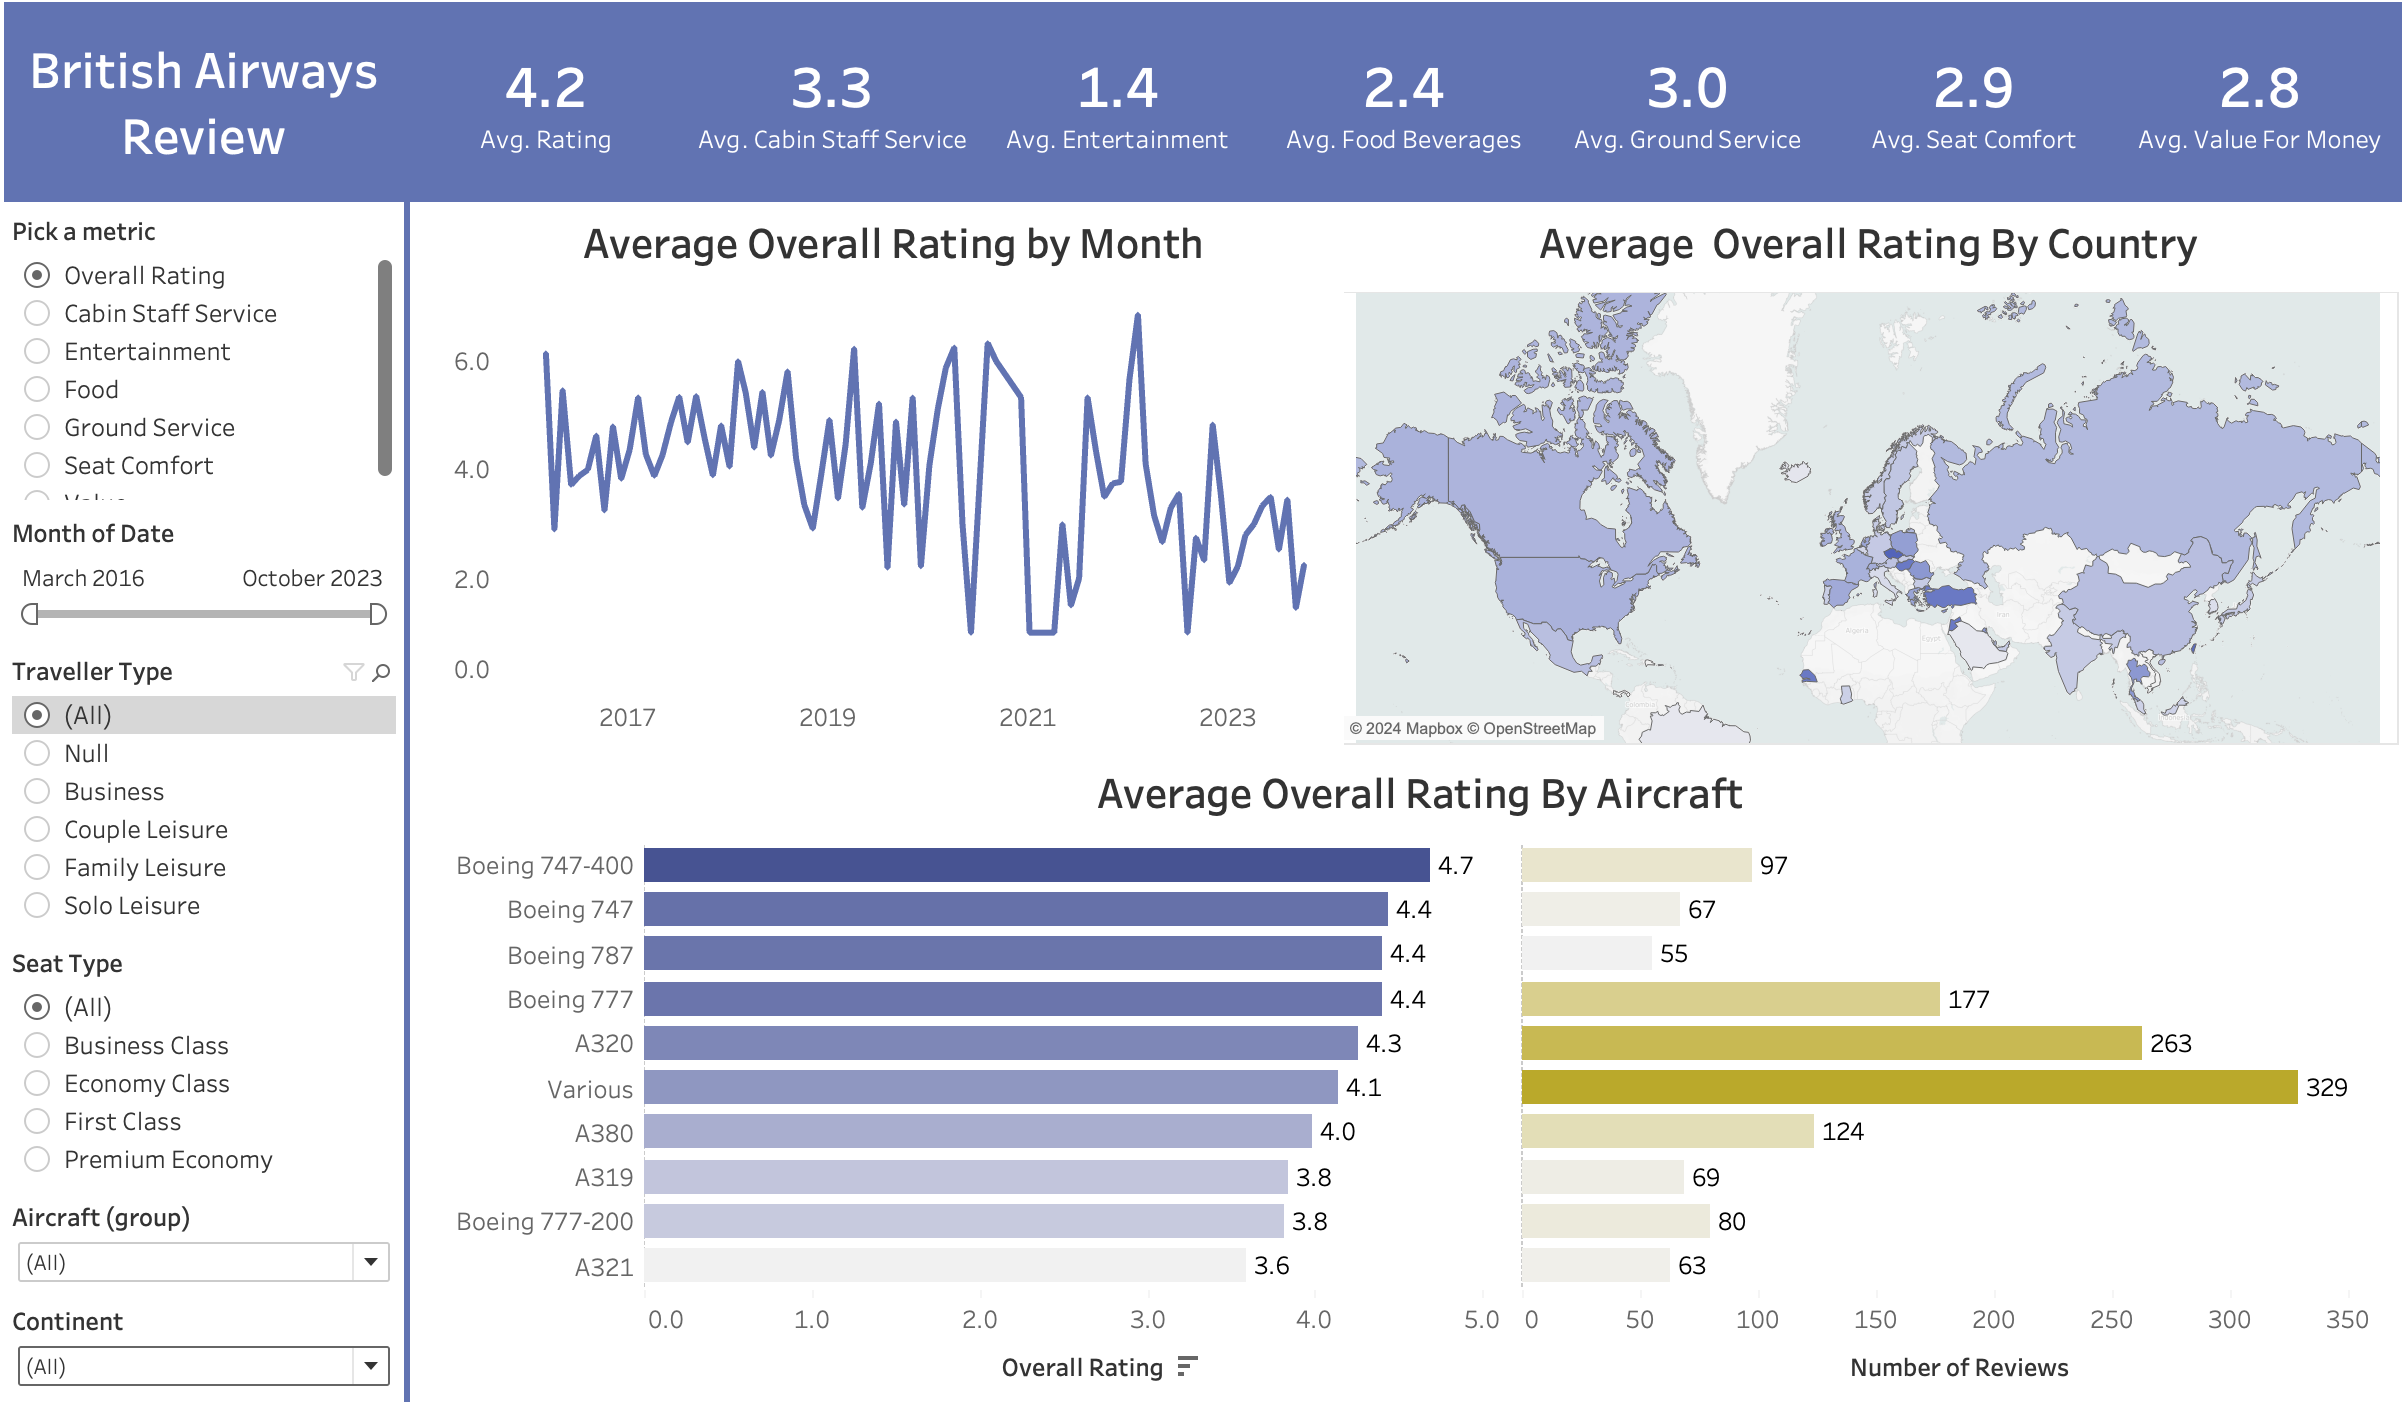 British Airways
Review
4.2
Avg. Rating
3.3
Avg. Cabin Staff Service
1.4
Avg. Entertainment
2.4
Avg. Food Beverages
3.0
Avg. Ground Service
2.9
Avg. Seat Comfort
2.8
Avg. Value For Money
Pick a metric
Overall Rating
Cabin Staff Service
Entertainment
Food
Ground Service
Seat Comfort
Month of Date
March 2016
October 2023
Traveller Type
(All)
Null
Business
Couple Leisure
Family Leisure
Solo Leisure
Seat Type
(All)
Business Class
Economy Class
First Class
Premium Economy
Aircraft (group)
(All)
Continent
(All)
Average Overall Rating by Month
6.0
4.0
2.0
0.0
2017
2019
2021
2023
Average  Overall Rating By Country
Algeria
Egypt
Iran
© 2024 Mapbox © OpenStreetMap
Average Overall Rating By Aircraft
Boeing 747-400 4.7 97
Boeing 747 4.4 67
Boeing 787 4.4 55
Boeing 777 4.4 177
A320 4.3 263
Various 4.1 329
A380 4.0 124
A319 3.8 69
Boeing 777-200 3.8 80
A321 3.6 63
0.0 1.0 2.0 3.0 4.0 5.0
0 50 100 150 200 250 300 350
Overall Rating
Number of Reviews